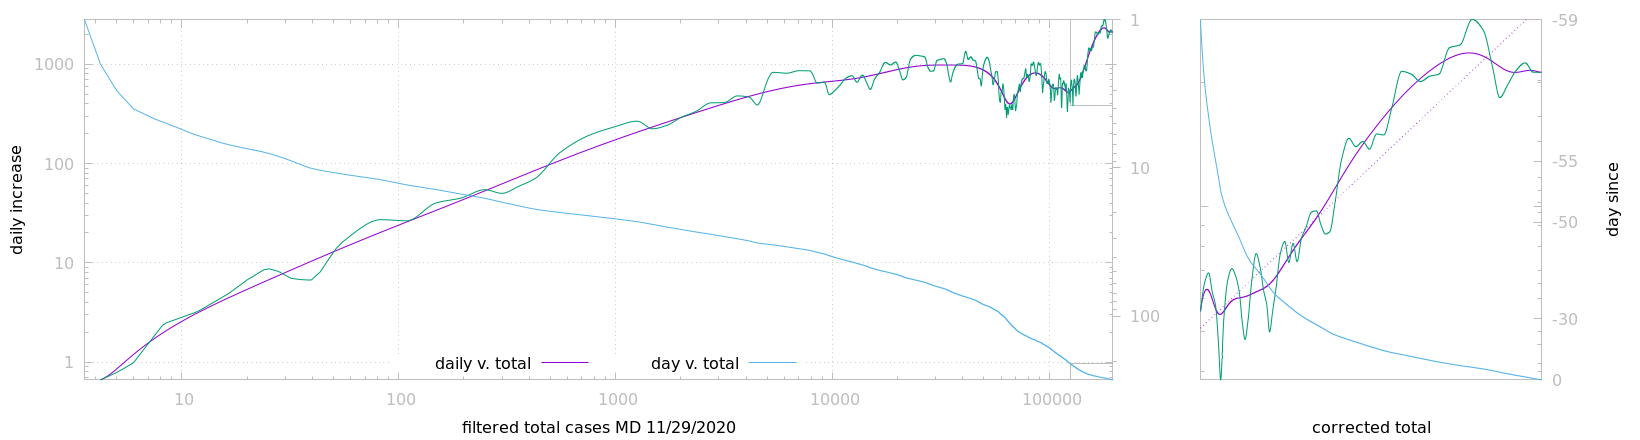 1000
100
10
1
daily increase
daily v. total
day v. total
10
100
1000
10000
100000
filtered total cases MD 11/29/2020
1
10
100
-59
-55
-50
-30
0
day since
corrected total